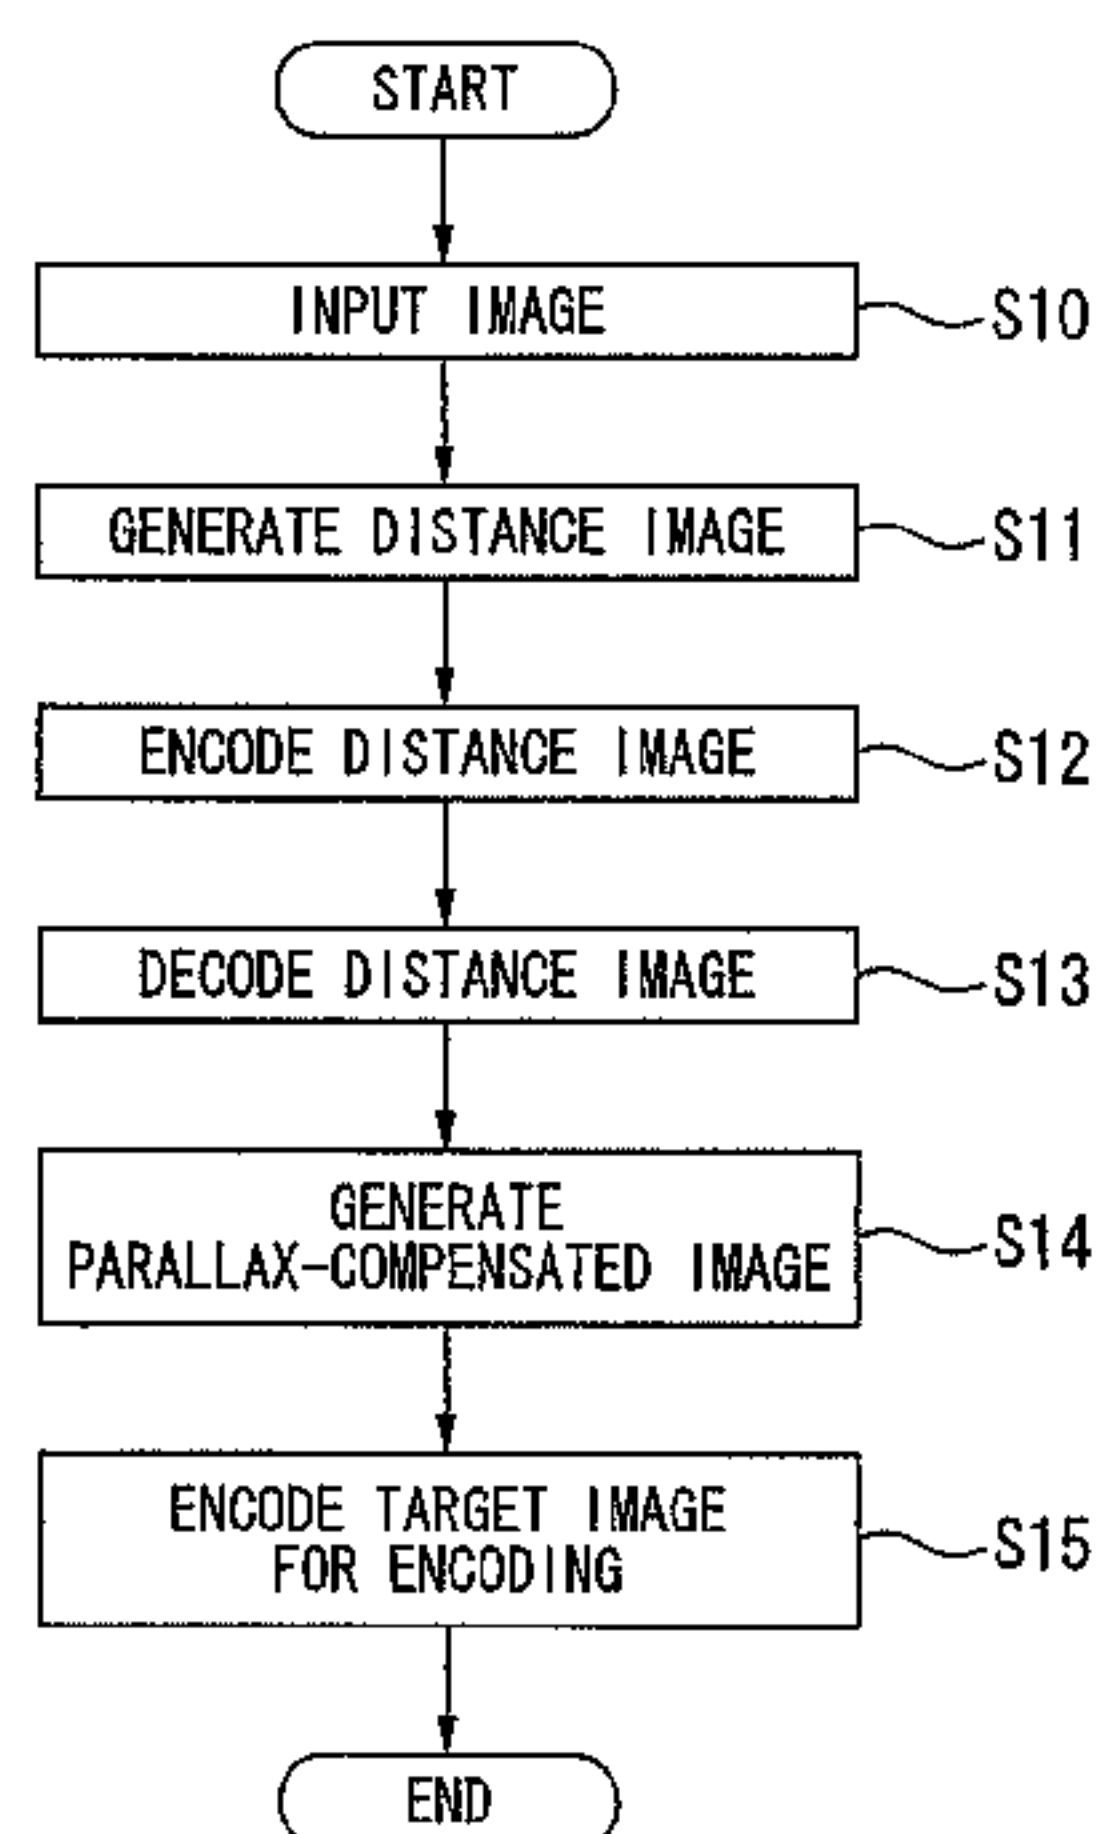 START
INPUT IMAGE
S10
GENERATE DISTANCE IMAGE
S11
ENCODE DISTANCE IMAGE
S12
DECODE DISTANCE IMAGE
S13
GENERATE
PARALLAX-COMPENSATED IMAGE
S14
ENCODE TARGET IMAGE
FOR ENCODING
S15
END